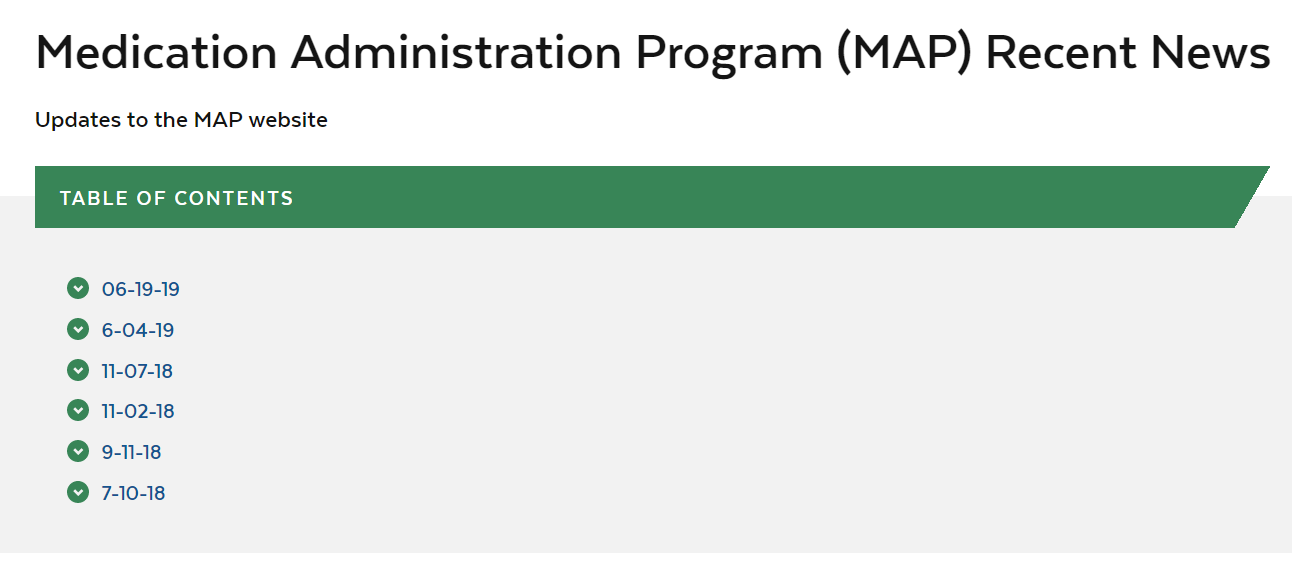 Medication Administration Program (MAP) Recent News
Updates to the MAP website
TABLE OF CONTENTS
06-19-19
6-04-19
11-07-18
11-02-18
9-11-18
7-10-18